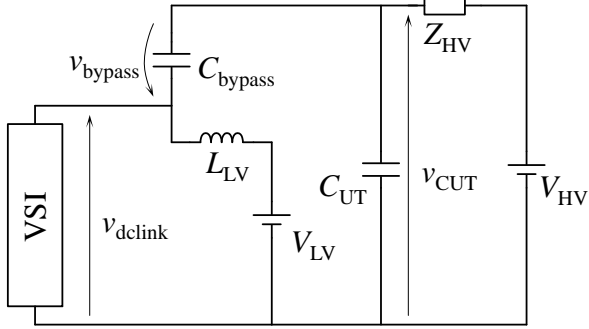 Z_HV
v_bypass
C_bypass
L_LV
VSI
v_dclink
C_UT
v_CUT
V_HV
V_LV